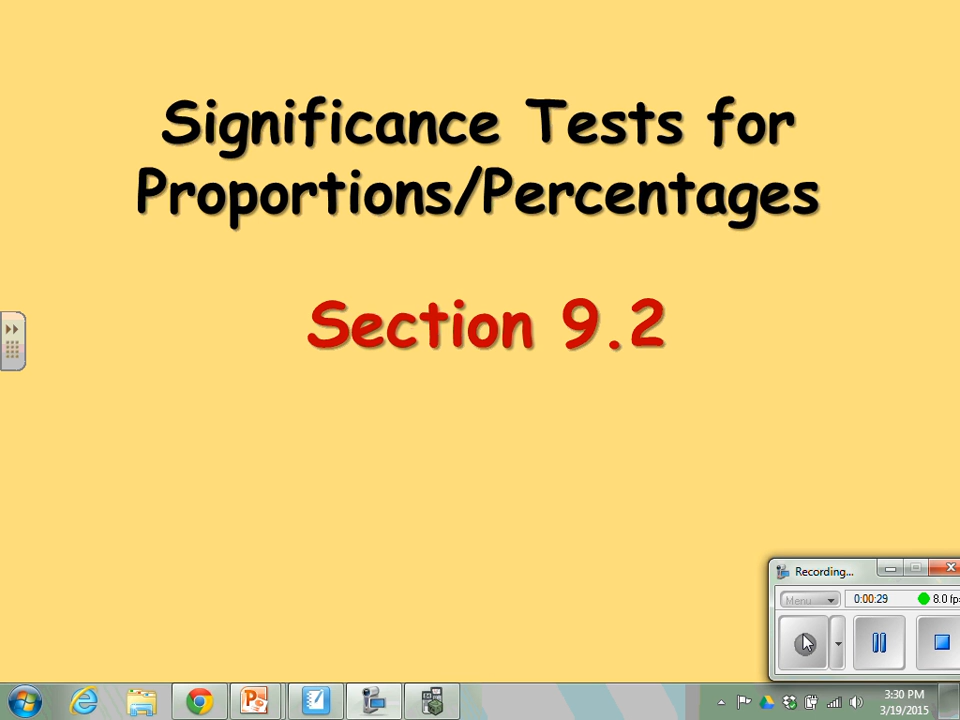 Significance Tests for
Proportions/Percentages
Section 9.2
Recording...
Menu
0:00:29
8.0 fp
3:30 PM
3/19/2015